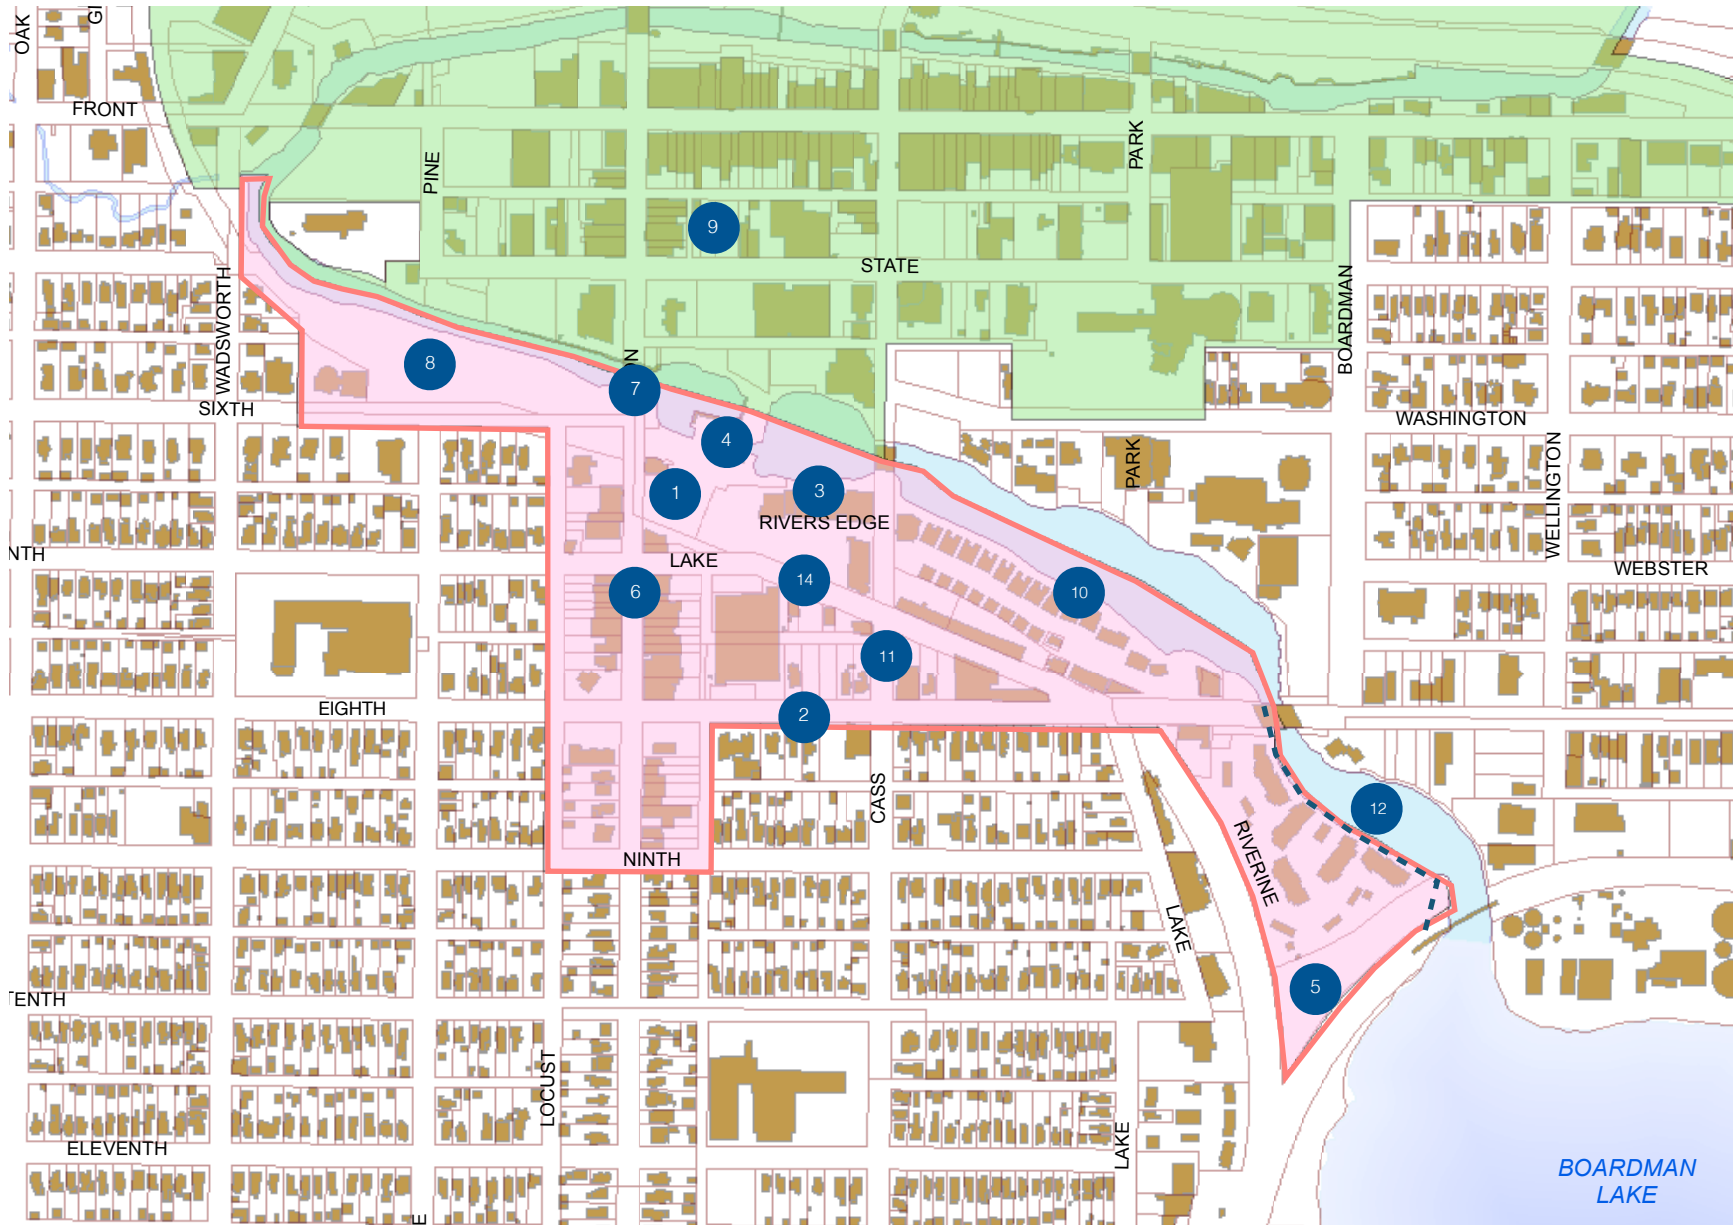 OAK
GI
FRONT
PINE
PARK
9
STATE
WADSWORTH
BOARDMAN
8
N
7
SIXTH
WASHINGTON
4
PARK
WELLINGTON
1
3
RIVERS EDGE
NTH
LAKE
WEBSTER
14
6
10
11
EIGHTH
2
CASS
12
RIVERINE
NINTH
LAKE
5
TENTH
LOCUST
LAKE
ELEVENTH
BOARDMAN
LAKE
E